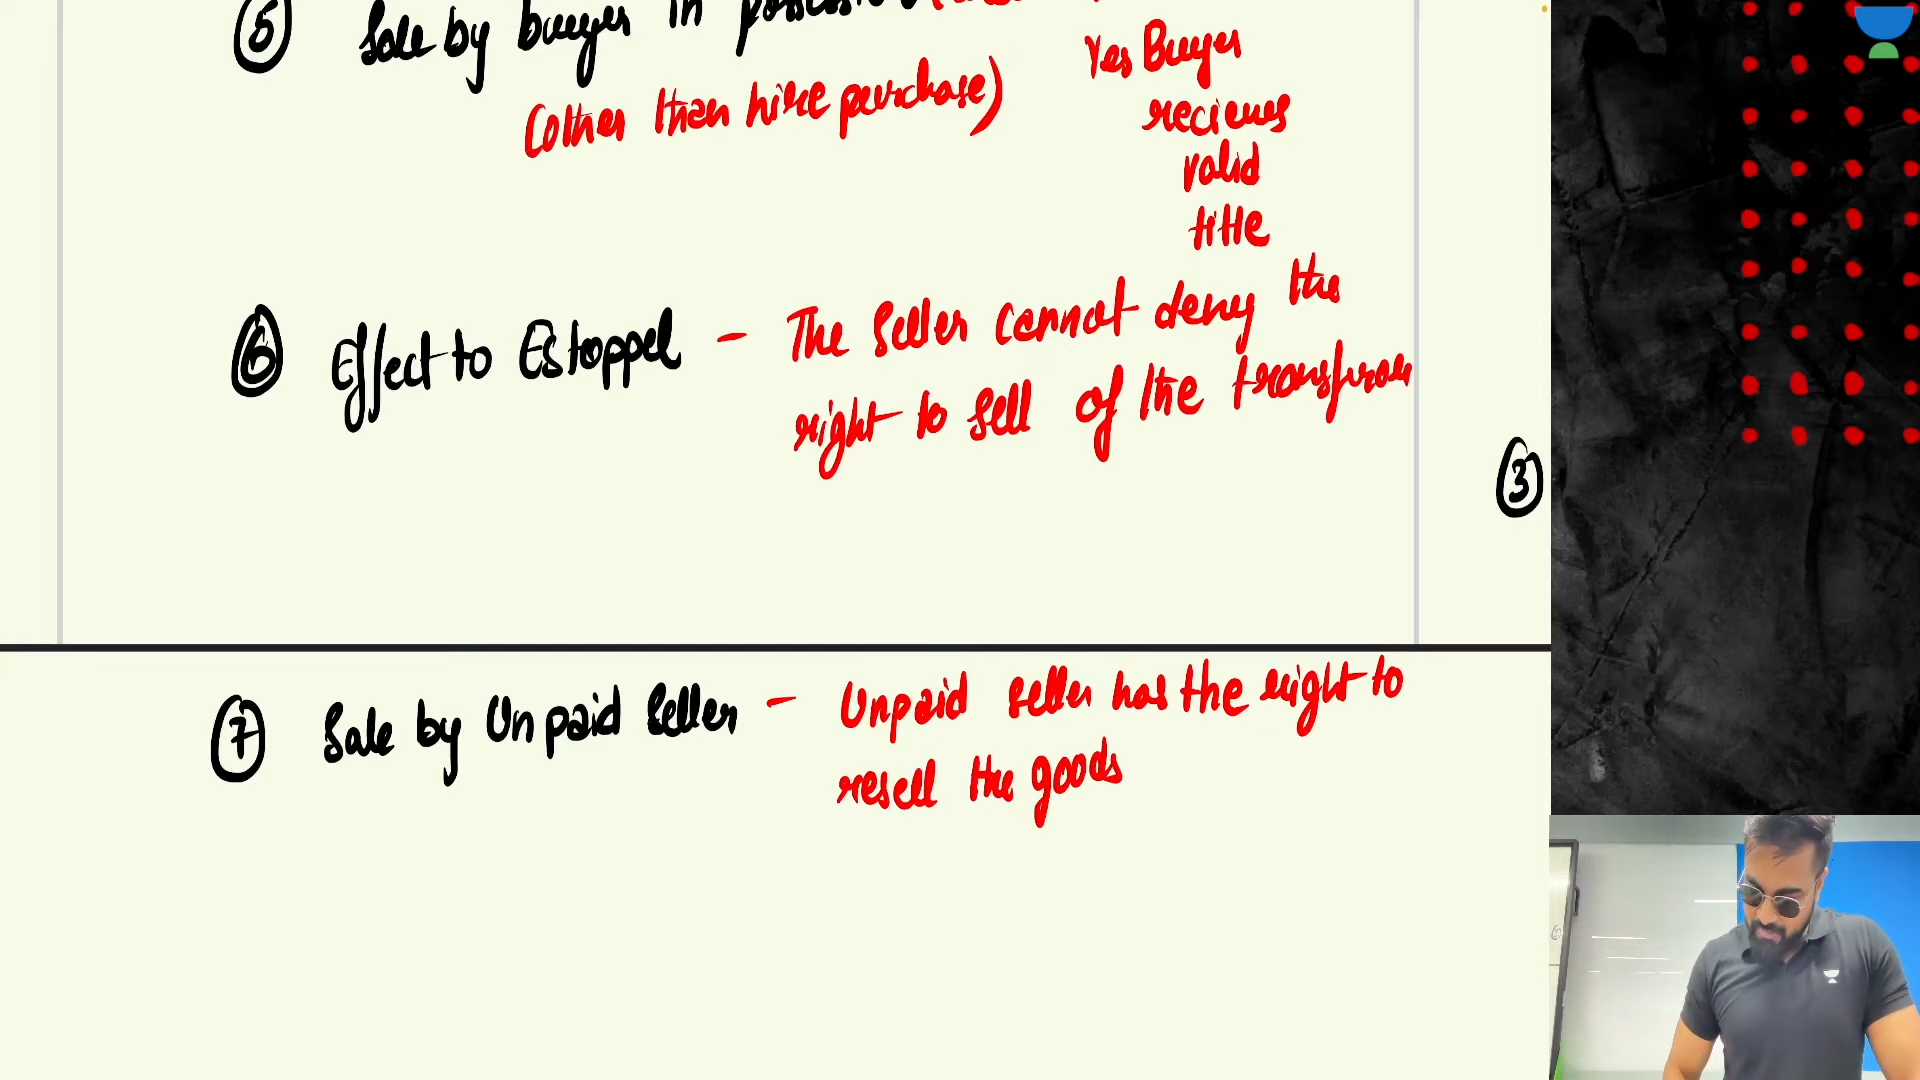 5 Sale by buyer in
Yes Buyer
(other than hire purchase)
recieves
valid
title
6 Effect to Estoppel - The Seller cannot deny the
right to sell of the
3
7 Sale by Unpaid Seller - Unpaid seller has the right to
resell the goods